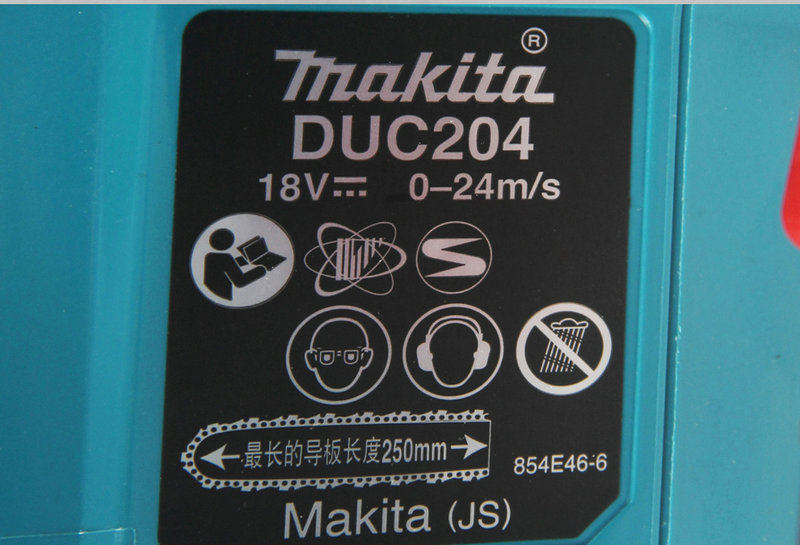 makita®
DUC204
18V⎓ 0–24m/s
最长的导板长度250mm
854E46-6
Makita (JS)